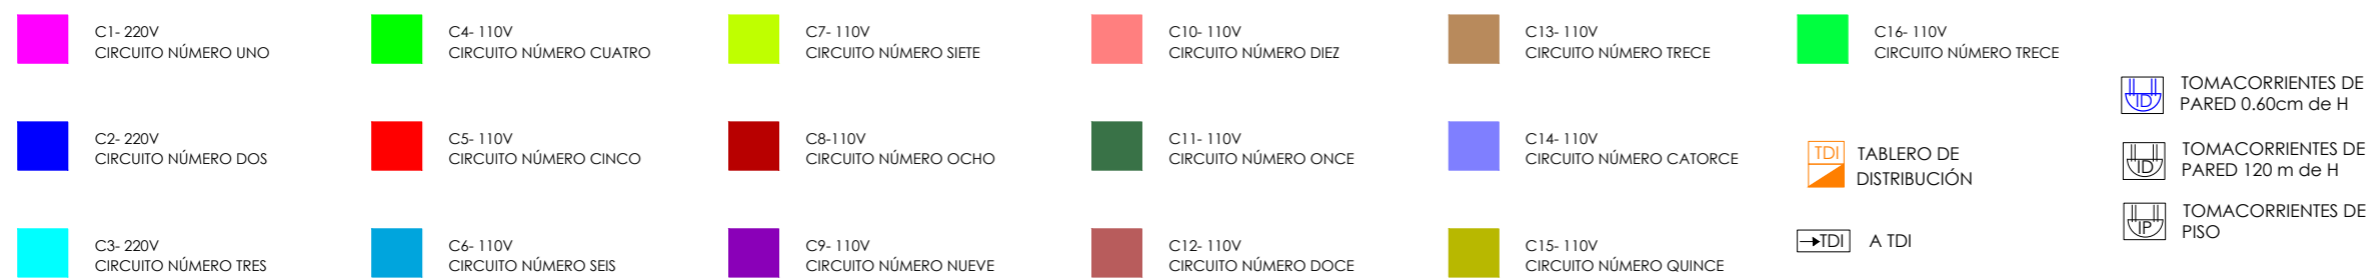 C1- 220V
CIRCUITO NÚMERO UNO
C2- 220V
CIRCUITO NÚMERO DOS
C3- 220V
CIRCUITO NÚMERO TRES
C4- 110V
CIRCUITO NÚMERO CUATRO
C5- 110V
CIRCUITO NÚMERO CINCO
C6- 110V
CIRCUITO NÚMERO SEIS
C7- 110V
CIRCUITO NÚMERO SIETE
C8-110V
CIRCUITO NÚMERO OCHO
C9- 110V
CIRCUITO NÚMERO NUEVE
C10- 110V
CIRCUITO NÚMERO DIEZ
C11- 110V
CIRCUITO NÚMERO ONCE
C12- 110V
CIRCUITO NÚMERO DOCE
C13- 110V
CIRCUITO NÚMERO TRECE
C14- 110V
CIRCUITO NÚMERO CATORCE
C15- 110V
CIRCUITO NÚMERO QUINCE
C16- 110V
CIRCUITO NÚMERO TRECE
TDI
TABLERO DE
DISTRIBUCIÓN
TDI
A TDI
ID
TOMACORRIENTES DE
PARED 0.60cm de H
ID
TOMACORRIENTES DE
PARED 120 m de H
IP
TOMACORRIENTES DE
PISO